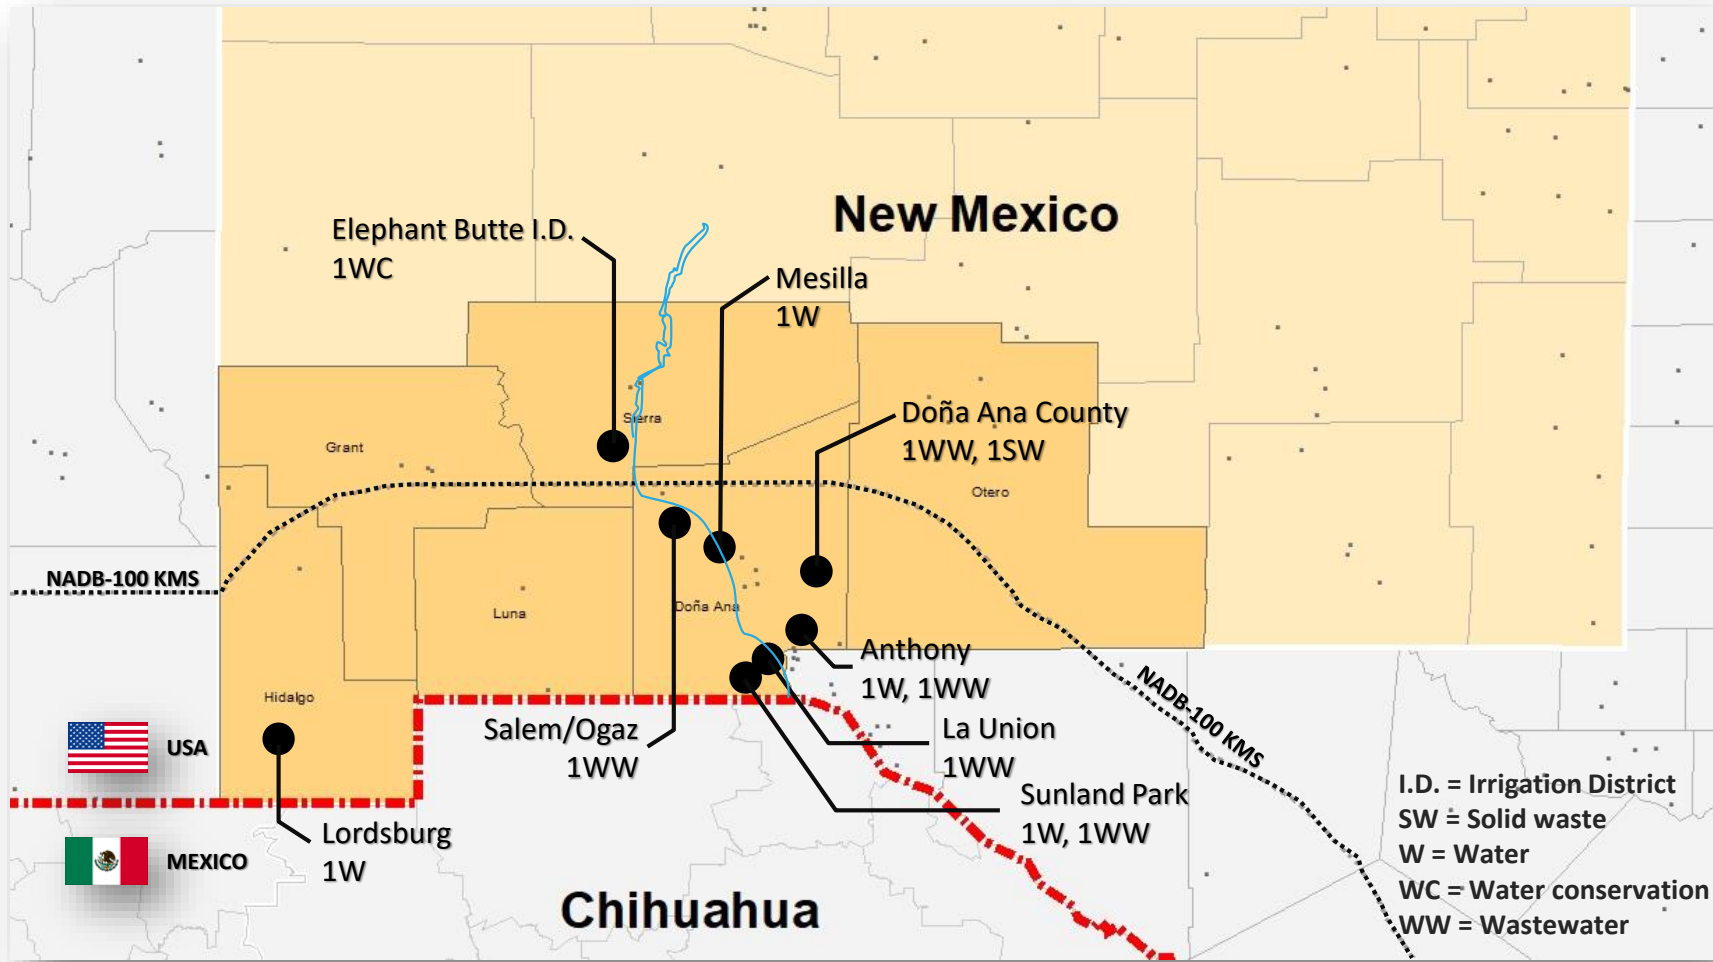 New Mexico
Elephant Butte I.D.
1WC
Mesilla
1W
Doña Ana County
1WW, 1SW
Sierra
Grant
Otero
NADB-100 KMS
Luna
Doña Ana
Anthony
1W, 1WW
NADB-100 KMS
Hidalgo
Salem/Ogaz
1WW
La Union
1WW
USA
Sunland Park
1W, 1WW
Lordsburg
1W
MEXICO
Chihuahua
I.D. = Irrigation District
SW = Solid waste
W = Water
WC = Water conservation
WW = Wastewater